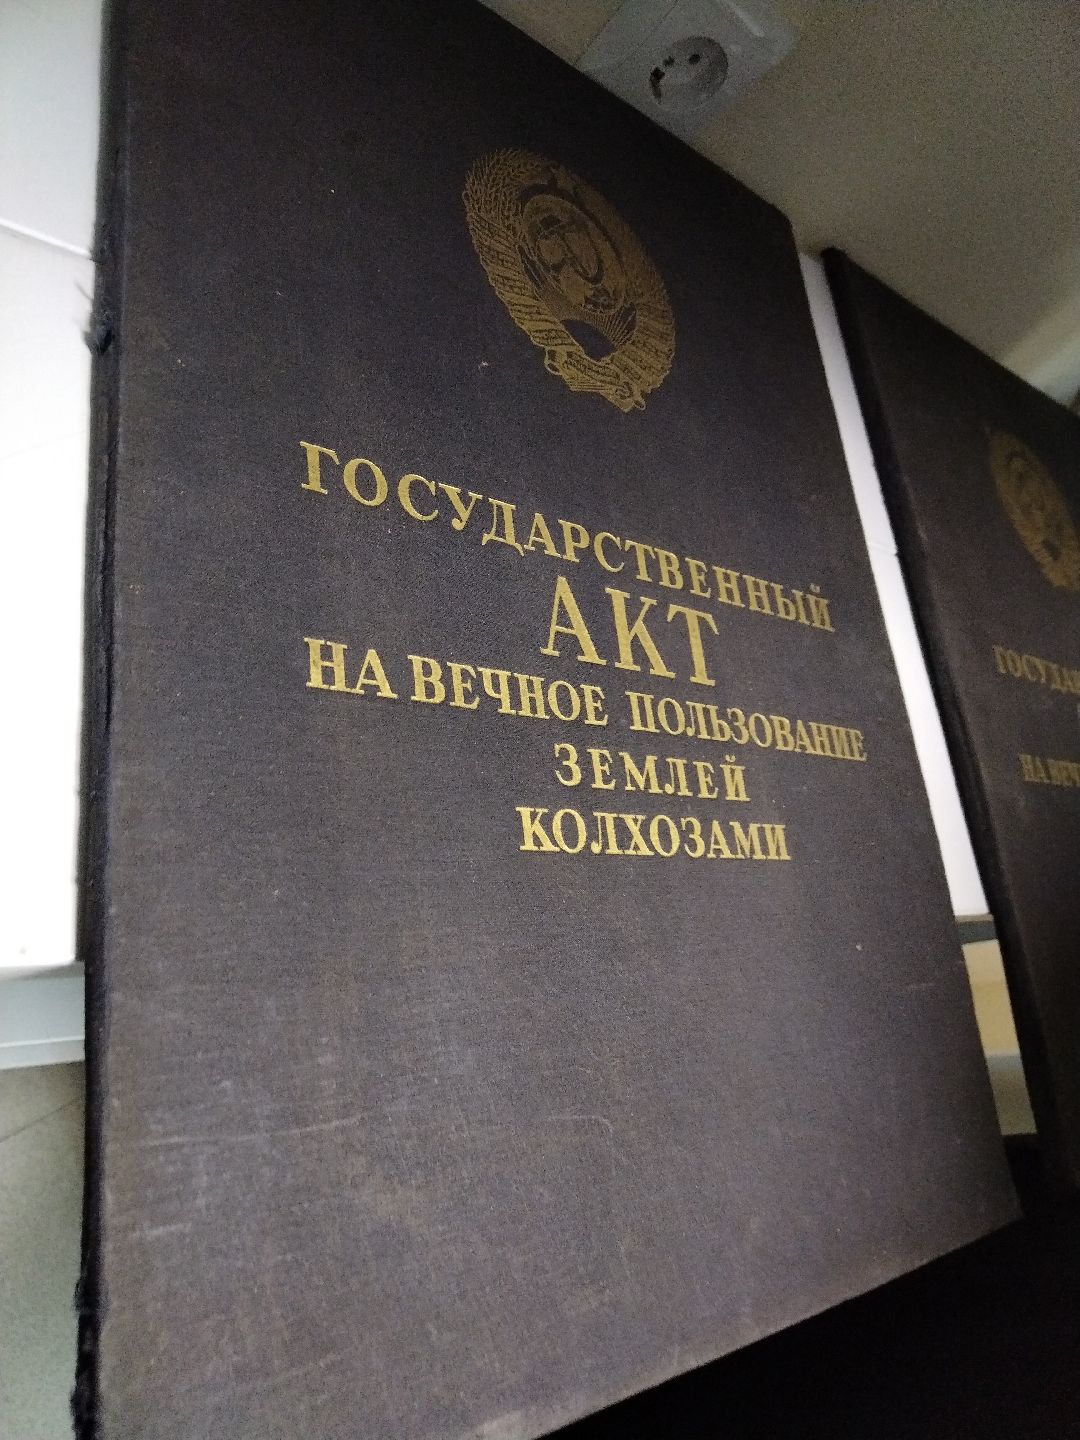 ГОСУДАРСТВЕННЫЙ
АКТ
НА ВЕЧНОЕ ПОЛЬЗОВАНИЕ
ЗЕМЛЕЙ
КОЛХОЗАМИ